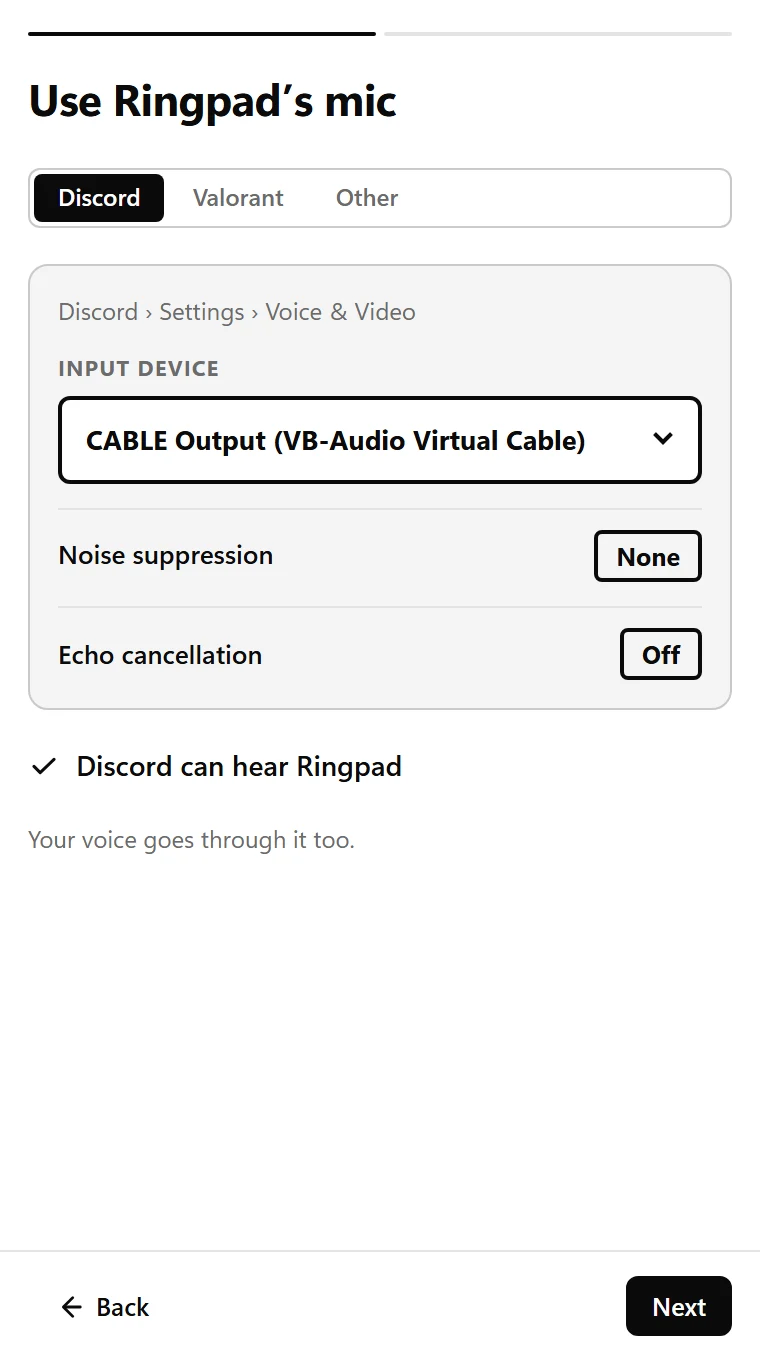 Use Ringpad’s mic
Discord Valorant Other
Discord › Settings › Voice & Video
INPUT DEVICE
CABLE Output (VB-Audio Virtual Cable)
Noise suppression None
Echo cancellation Off
Discord can hear Ringpad
Your voice goes through it too.
Back Next